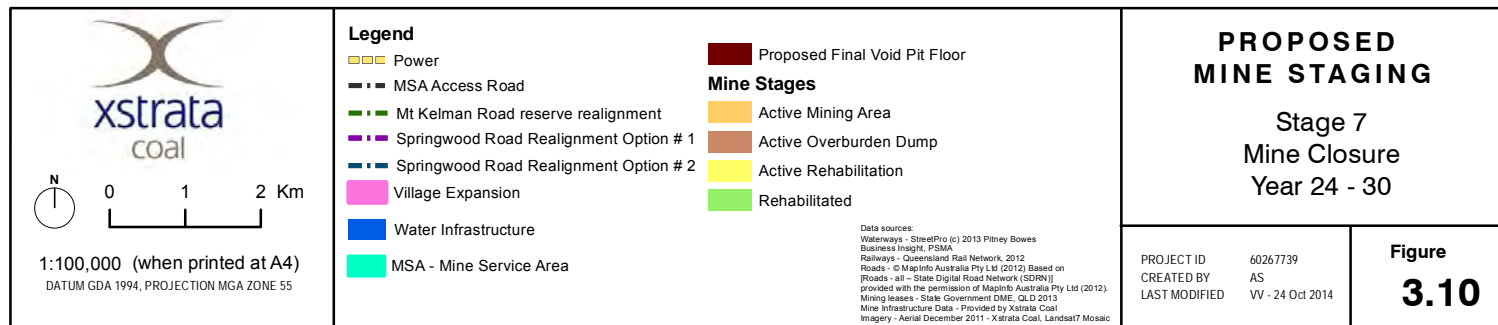 xstrata
coal
N
0 1 2 Km
1:100,000 (when printed at A4)
DATUM GDA 1994, PROJECTION MGA ZONE 55
Legend
Power
MSA Access Road
Mt Kelman Road reserve realignment
Springwood Road Realignment Option # 1
Springwood Road Realignment Option # 2
Village Expansion
Water Infrastructure
MSA - Mine Service Area
Proposed Final Void Pit Floor
Mine Stages
Active Mining Area
Active Overburden Dump
Active Rehabilitation
Rehabilitated
Data sources:
Waterways - StreetPro (c) 2013 Pitney Bowes
Business Insight, PSMA
Railways - Queensland Rail Network, 2012
Roads - © MapInfo Australia Pty Ltd (2012) Based on
[Roads - all – State Digital Road Network (SDRN)]
provided with the permission of MapInfo Australia Pty Ltd (2012).
Mining leases - State Government DME, QLD 2013
Mine Infrastructure Data - Provided by Xstrata Coal
Imagery - Aerial December 2011 - Xstrata Coal, Landsat7 Mosaic
PROPOSED
MINE STAGING
Stage 7
Mine Closure
Year 24 - 30
PROJECT ID 60267739
CREATED BY AS
LAST MODIFIED VV - 24 Oct 2014
Figure
3.10